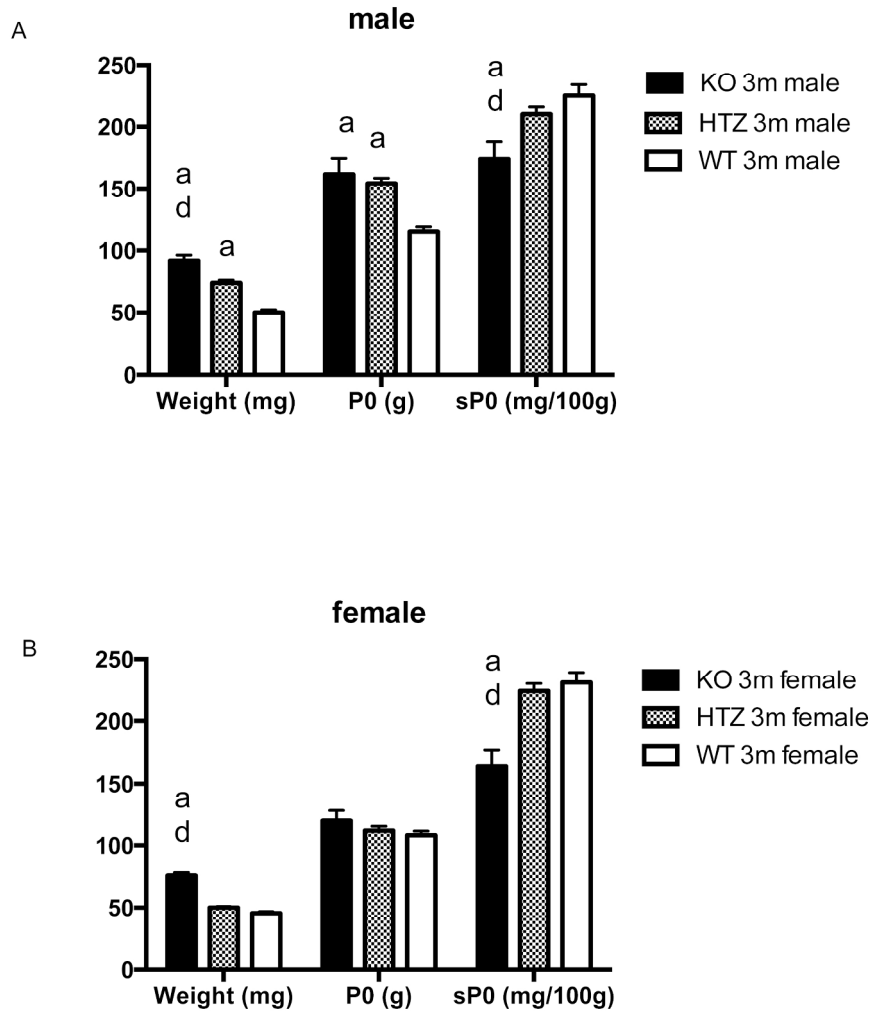 A
male
250
200
150
100
50
0
a
d
a
a
a
a
d
Weight (mg)
P0 (g)
sP0 (mg/100g)
KO 3m male
HTZ 3m male
WT 3m male
B
female
250
200
150
100
50
0
a
d
a
d
Weight (mg)
P0 (g)
sP0 (mg/100g)
KO 3m female
HTZ 3m female
WT 3m female